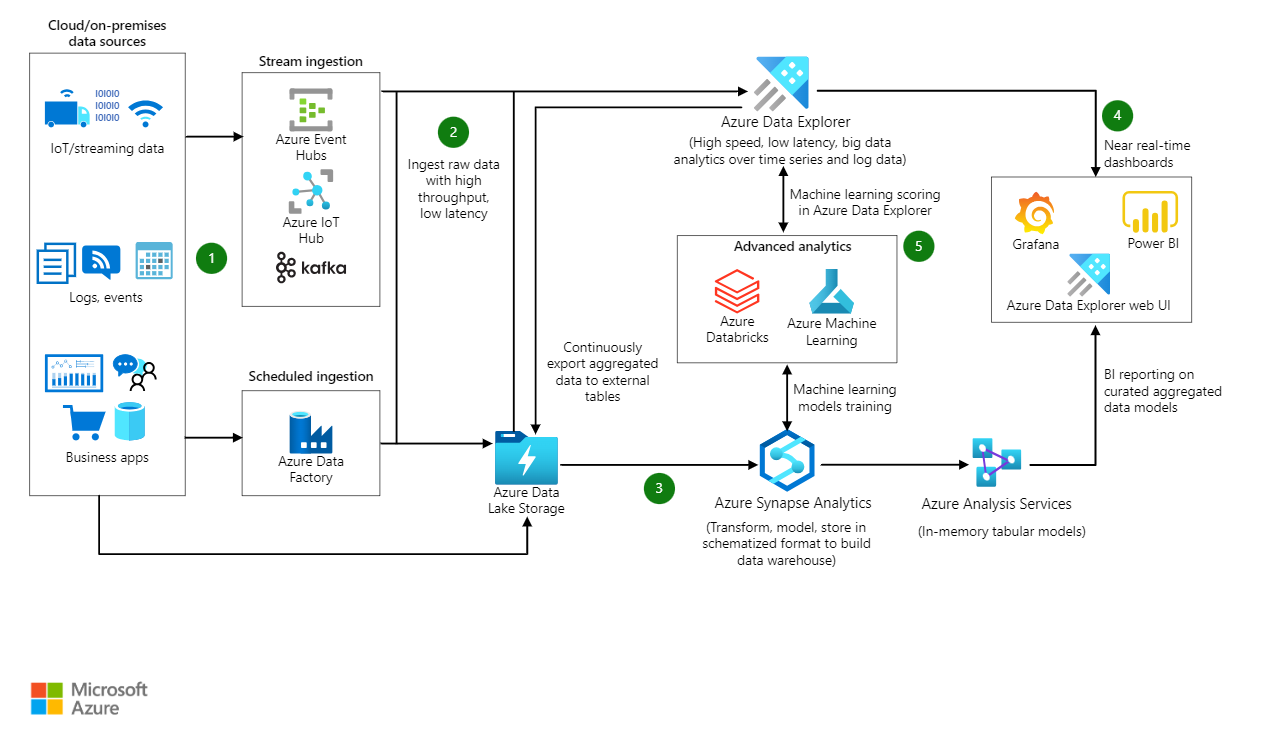 Cloud/on-premises
data sources
IoT/streaming data
IOIOIO
IOIOIO
IOIOIO
Logs, events
Business apps
1
Stream ingestion
Azure Event
Hubs
Azure IoT
Hub
kafka
Scheduled ingestion
Azure Data
Factory
2
Ingest raw data
with high
throughput,
low latency
Continuously
export aggregated
data to external
tables
Azure Data
Lake Storage
3
Azure Data Explorer
(High speed, low latency, big data
analytics over time series and log data)
Machine learning scoring
in Azure Data Explorer
Advanced analytics
5
Azure
Databricks
Azure Machine
Learning
Machine learning
models training
Azure Synapse Analytics
(Transform, model, store in
schematized format to build
data warehouse)
Azure Analysis Services
(In-memory tabular models)
4
Near real-time
dashboards
Grafana
Power BI
Azure Data Explorer web UI
BI reporting on
curated aggregated
data models
Microsoft
Azure